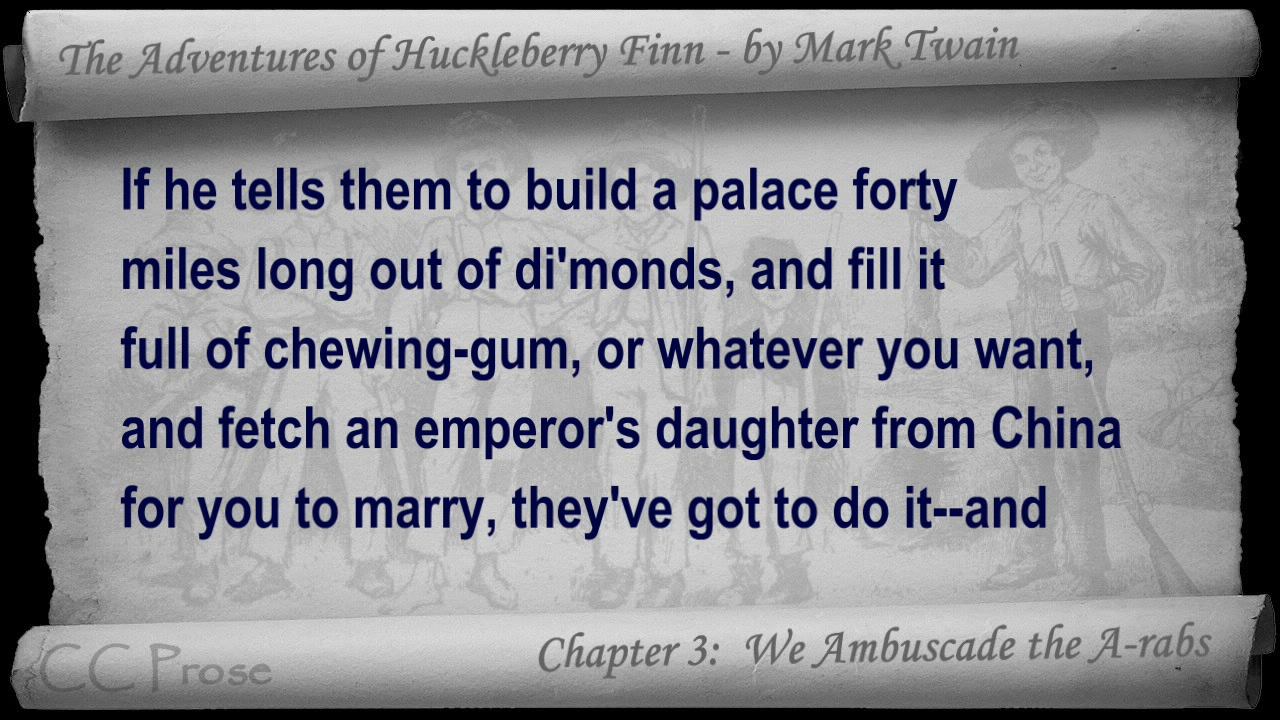 The Adventures of Huckleberry Finn - by Mark Twain
If he tells them to build a palace forty
miles long out of di'monds, and fill it
full of chewing-gum, or whatever you want,
and fetch an emperor's daughter from China
for you to marry, they've got to do it--and
CC Prose
Chapter 3: We Ambuscade the A-rabs